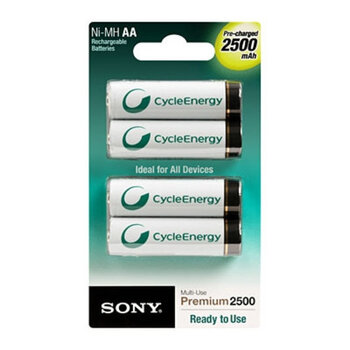 Ni-MH AA
Rechargeable
Batteries
Pre-charged
2500
mAh
CycleEnergy
CycleEnergy
Ideal for All Devices
CycleEnergy
CycleEnergy
Multi-Use
Premium2500
SONY
Ready to Use